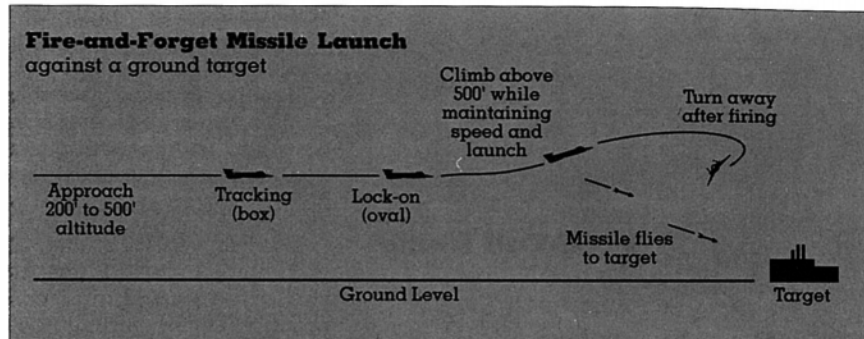 Fire-and-Forget Missile Launch
against a ground target
Climb above
500' while
maintaining
speed and
launch
Turn away
after firing
Approach
200' to 500'
altitude
Tracking
(box)
Lock-on
(oval)
Missile flies
to target
Ground Level
Target